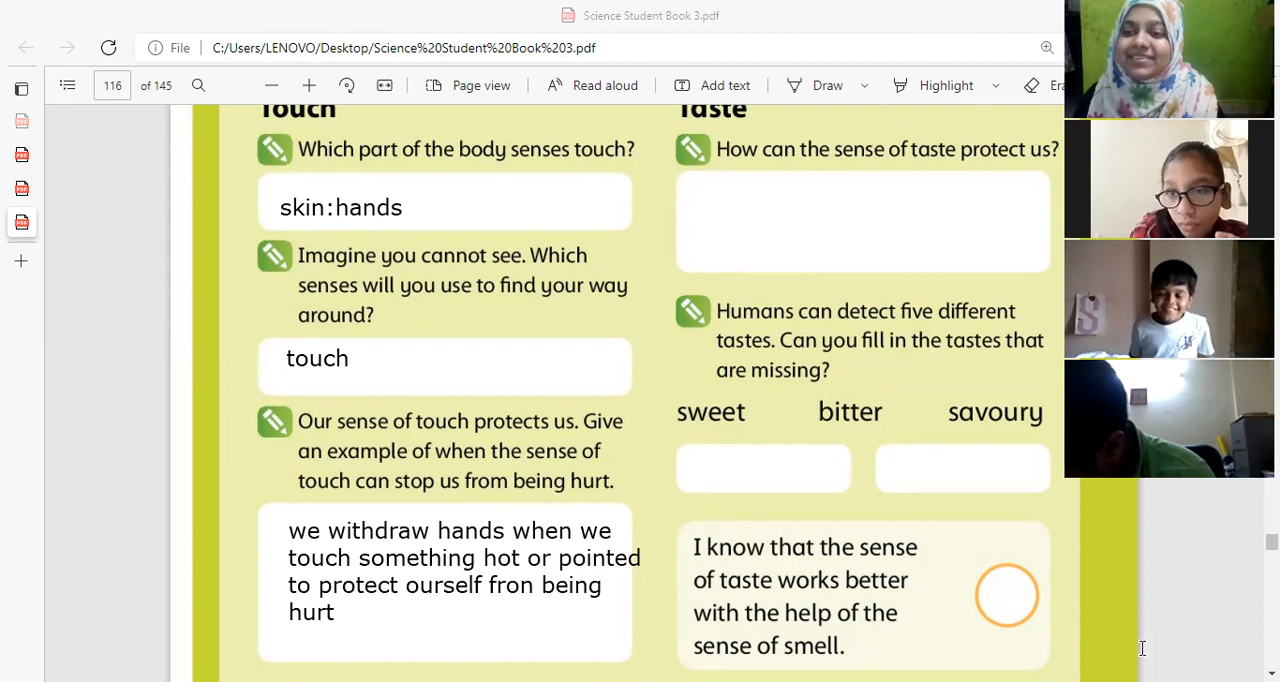 Science Student Book 3.pdf
File | C:/Users/LENOVO/Desktop/Science%20Student%20Book%203.pdf
116 of 145 Page view Read aloud Add text Draw Highlight Era
Touch
Which part of the body senses touch?
skin:hands
Imagine you cannot see. Which
senses will you use to find your way
around?
touch
Our sense of touch protects us. Give
an example of when the sense of
touch can stop us from being hurt.
we withdraw hands when we
touch something hot or pointed
to protect ourself fron being
hurt
Taste
How can the sense of taste protect us?
Humans can detect five different
tastes. Can you fill in the tastes that
are missing?
sweet bitter savoury
I know that the sense
of taste works better
with the help of the
sense of smell.
S